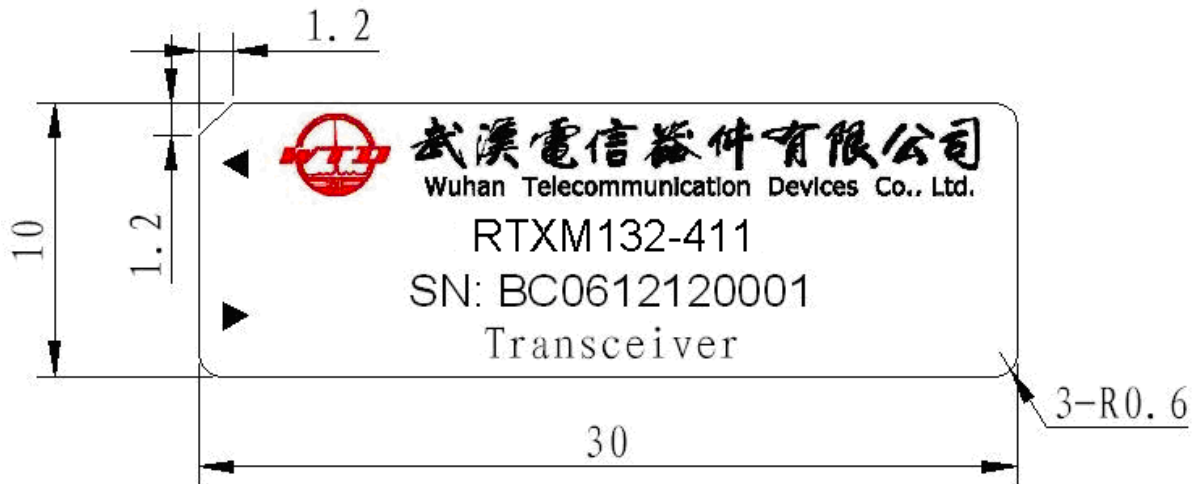 1.2
WTD
武漢電信器件有限公司
Wuhan Telecommunication Devices Co., Ltd.
10
1.2
RTXM132-411
SN: BC0612120001
Transceiver
3-R0.6
30